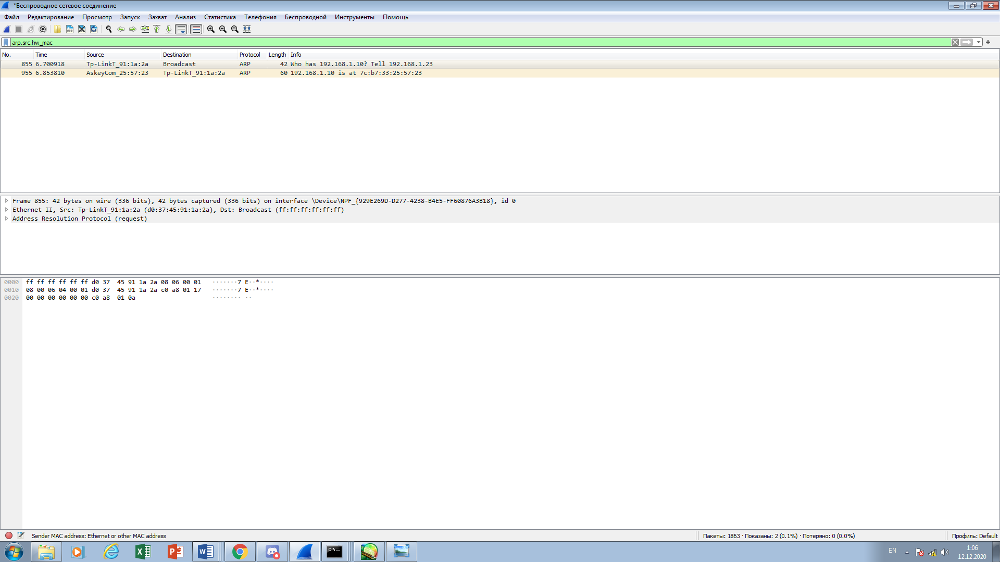 *Беспроводное сетевое соединение
Файл Редактирование Просмотр Запуск Захват Анализ Статистика Телефония Беспроводной Инструменты Помощь
arp.src.hw_mac
No. Time Source Destination Protocol Length Info
855 6.700918 Tp-LinkT_91:1a:2a Broadcast ARP 42 Who has 192.168.1.10? Tell 192.168.1.23
955 6.853810 AskeyCom_25:57:23 Tp-LinkT_91:1a:2a ARP 60 192.168.1.10 is at 7c:b7:33:25:57:23
Frame 855: 42 bytes on wire (336 bits), 42 bytes captured (336 bits) on interface \Device\NPF_{929E269D-D277-4238-B4E5-FF60876A3B18}, id 0
Ethernet II, Src: Tp-LinkT_91:1a:2a (d0:37:45:91:1a:2a), Dst: Broadcast (ff:ff:ff:ff:ff:ff)
Address Resolution Protocol (request)
0000 ff ff ff ff ff ff d0 37 45 91 1a 2a 08 06 00 01 ·······7 E··*····
0010 08 00 06 04 00 01 d0 37 45 91 1a 2a c0 a8 01 17 ·······7 E··*····
0020 00 00 00 00 00 00 c0 a8 01 0a ········ ··
Sender MAC address: Ethernet or other MAC address
Пакеты: 1863 · Показаны: 2 (0.1%) · Потеряно: 0 (0.0%)
Профиль: Default
EN
1:06
12.12.2020